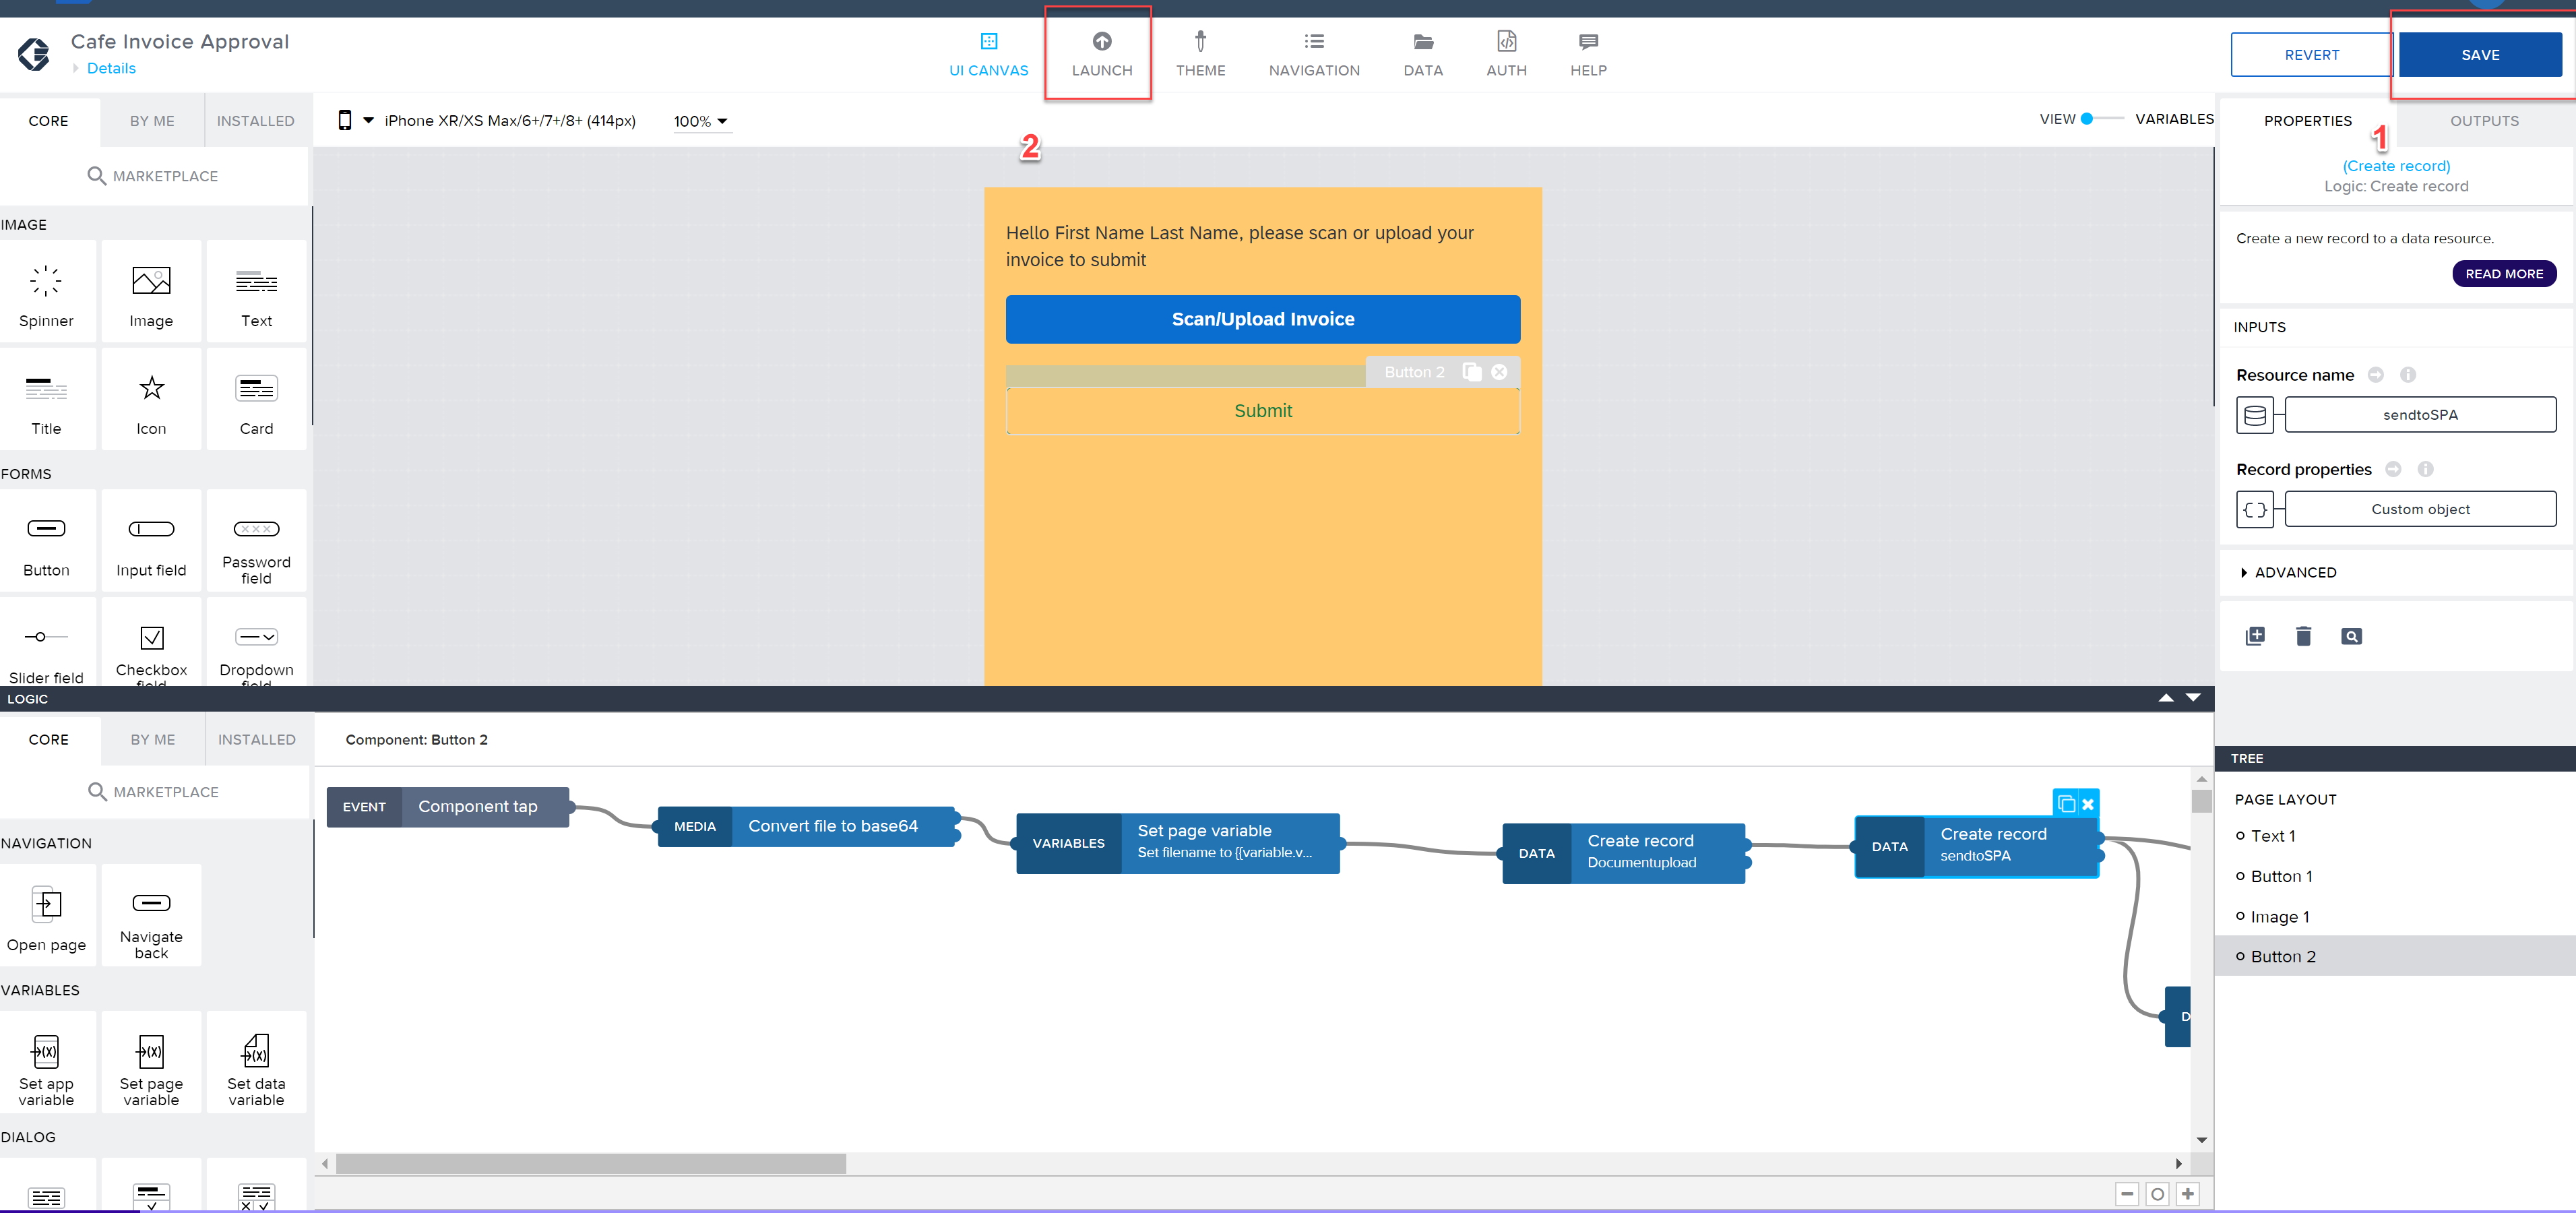 Cafe Invoice Approval
Details
UI CANVAS
LAUNCH
THEME
NAVIGATION
DATA
AUTH
HELP
REVERT
SAVE
CORE
BY ME
INSTALLED
iPhone XR/XS Max/6+/7+/8+ (414px)
100%
VIEW
VARIABLES
PROPERTIES
OUTPUTS
1
2
MARKETPLACE
(Create record)
Logic: Create record
IMAGE
Spinner
Image
Text
Title
Icon
Card
FORMS
Button
Input field
Password
field
Slider field
Checkbox
field
Dropdown
field
Hello First Name Last Name, please scan or upload your
invoice to submit
Scan/Upload Invoice
Button 2
Submit
Create a new record to a data resource.
READ MORE
INPUTS
Resource name
sendtoSPA
Record properties
{ }
Custom object
ADVANCED
LOGIC
CORE
BY ME
INSTALLED
Component: Button 2
MARKETPLACE
NAVIGATION
Open page
Navigate
back
VARIABLES
Set app
variable
Set page
variable
Set data
variable
DIALOG
EVENT
Component tap
MEDIA
Convert file to base64
VARIABLES
Set page variable
Set filename to {{variable.v...
DATA
Create record
Documentupload
DATA
Create record
sendtoSPA
D
TREE
PAGE LAYOUT
Text 1
Button 1
Image 1
Button 2